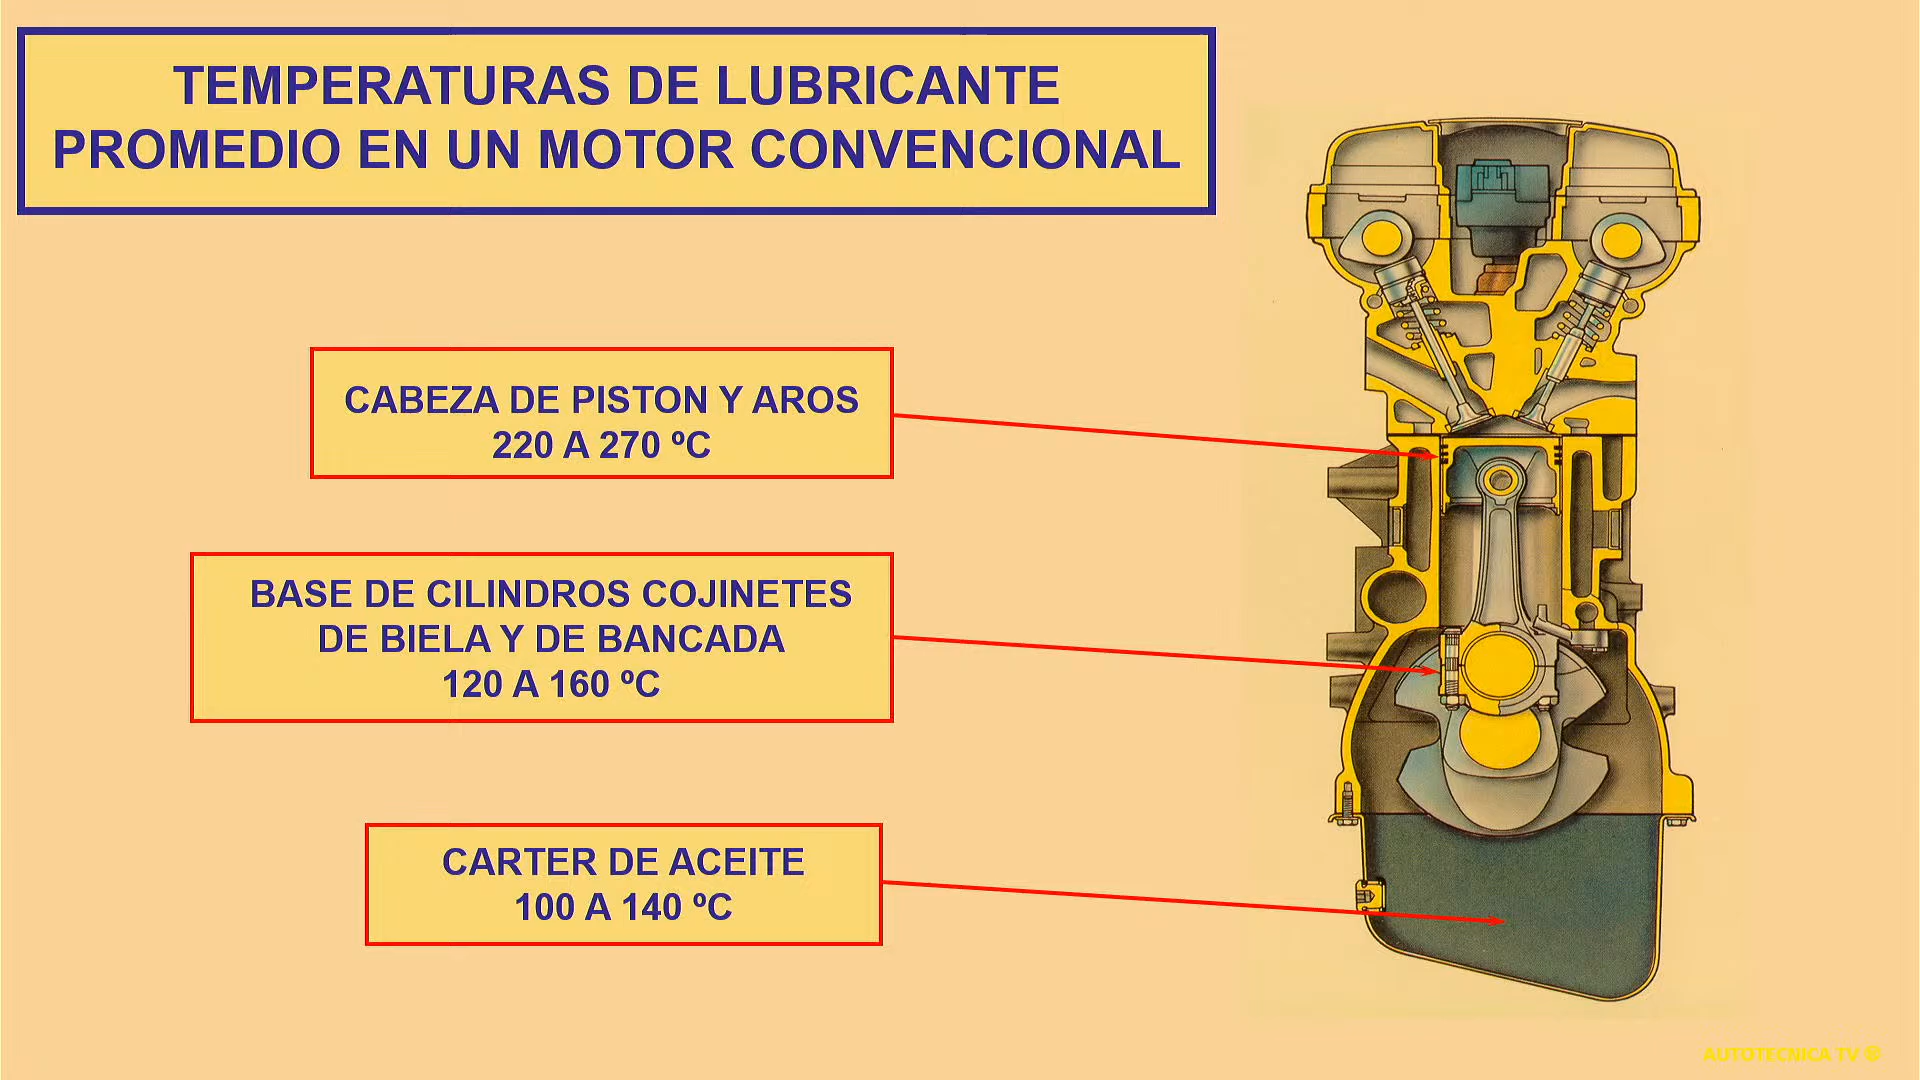 TEMPERATURAS DE LUBRICANTE
PROMEDIO EN UN MOTOR CONVENCIONAL
CABEZA DE PISTON Y AROS
220 A 270 ºC
BASE DE CILINDROS COJINETES
DE BIELA Y DE BANCADA
120 A 160 ºC
CARTER DE ACEITE
100 A 140 ºC
AUTOTECNICA TV ®